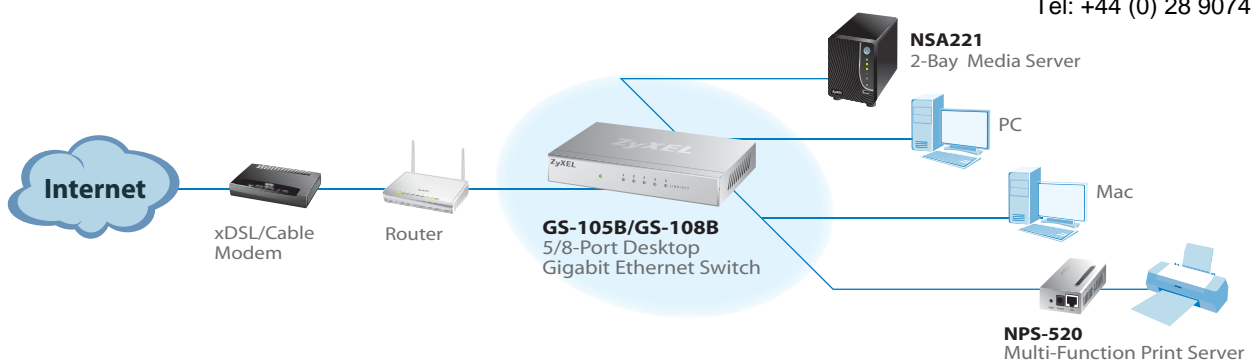 Tel: +44 (0) 28 9074
NSA221
2-Bay Media Server
PC
Mac
Internet
xDSL/Cable
Modem
Router
ZyXEL
ZyXEL
GS-105B/GS-108B
5/8-Port Desktop
Gigabit Ethernet Switch
NPS-520
Multi-Function Print Server